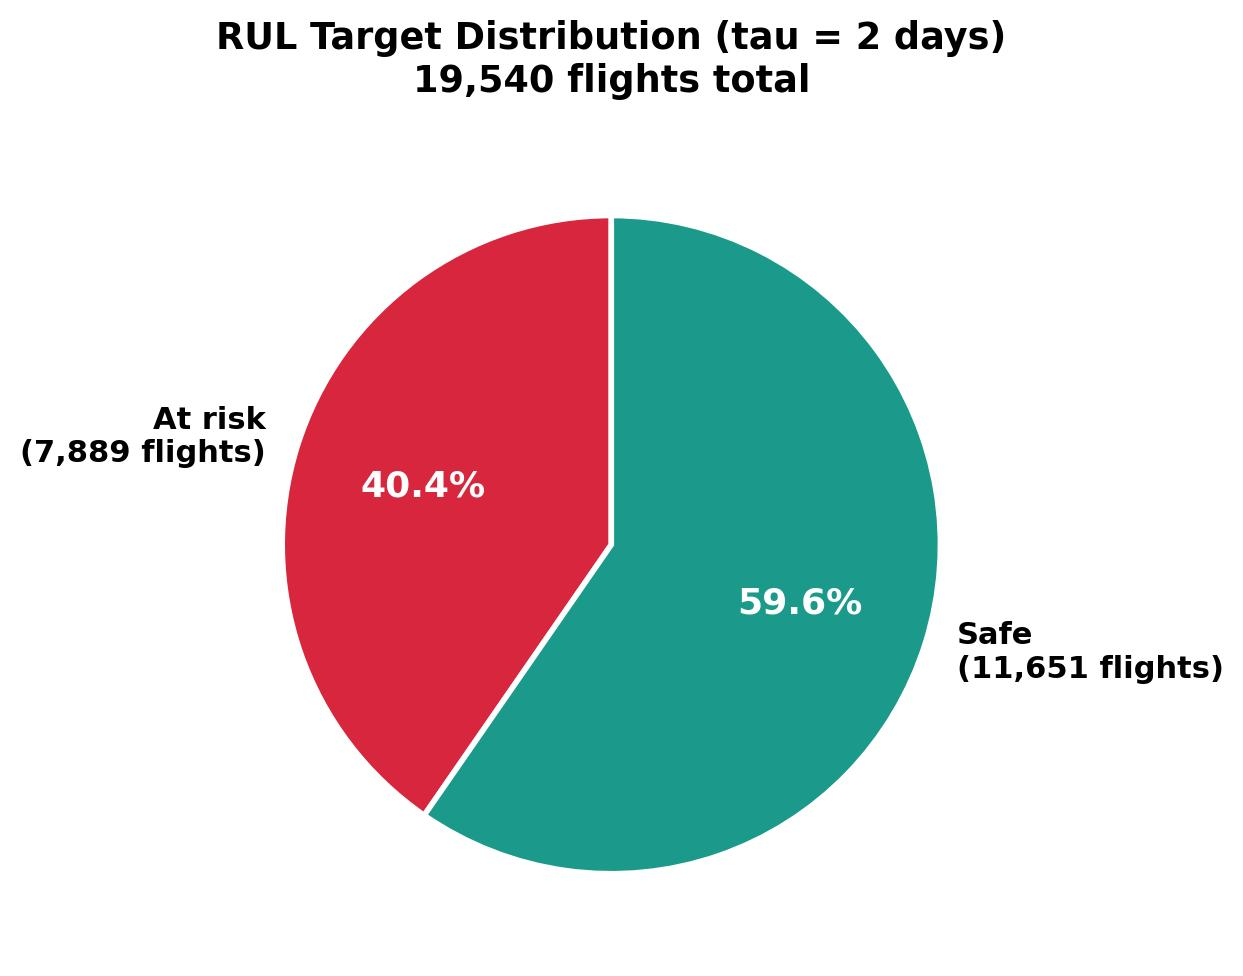 RUL Target Distribution (tau = 2 days)
19,540 flights total
At risk
(7,889 flights)
40.4%
59.6%
Safe
(11,651 flights)